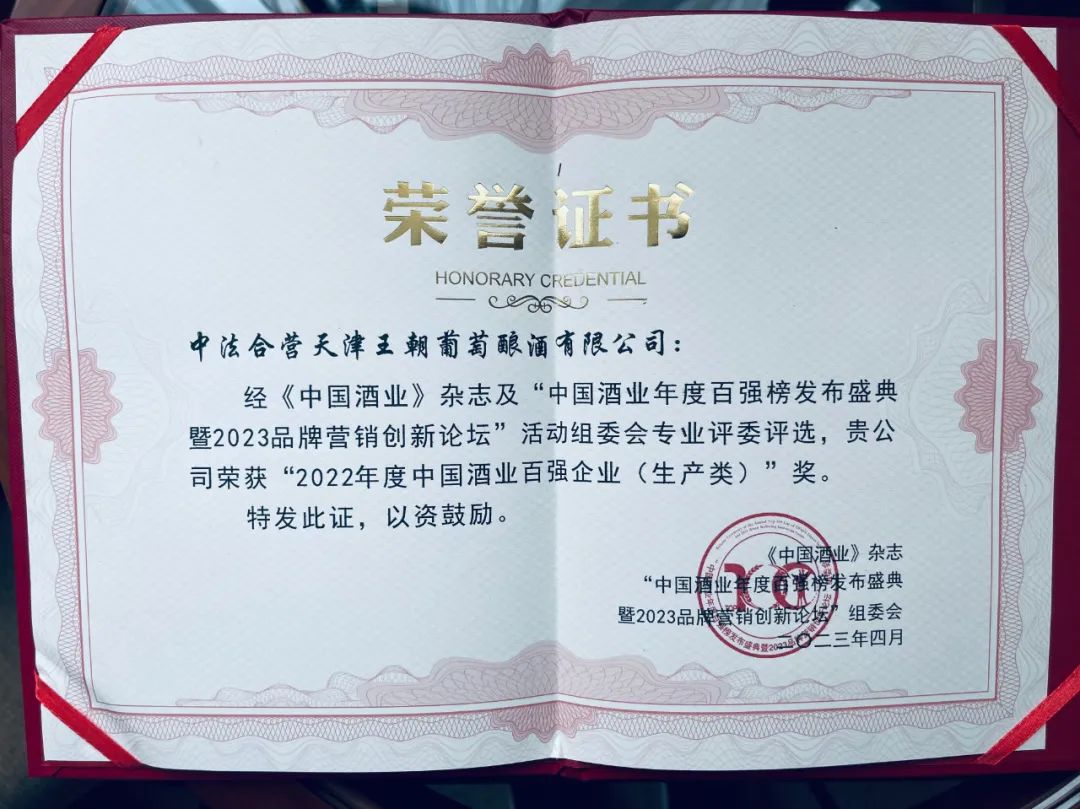 荣誉证书
HONORARY CREDENTIAL
中法合营天津王朝葡萄酿酒有限公司：
经《中国酒业》杂志及“中国酒业年度百强榜发布盛典
暨2023品牌营销创新论坛”活动组委会专业评委评选，贵公
司荣获“2022年度中国酒业百强企业（生产类）”奖。
特发此证，以资鼓励。
《中国酒业》杂志
“中国酒业年度百强榜发布盛典
暨2023品牌营销创新论坛”组委会
二〇二三年四月